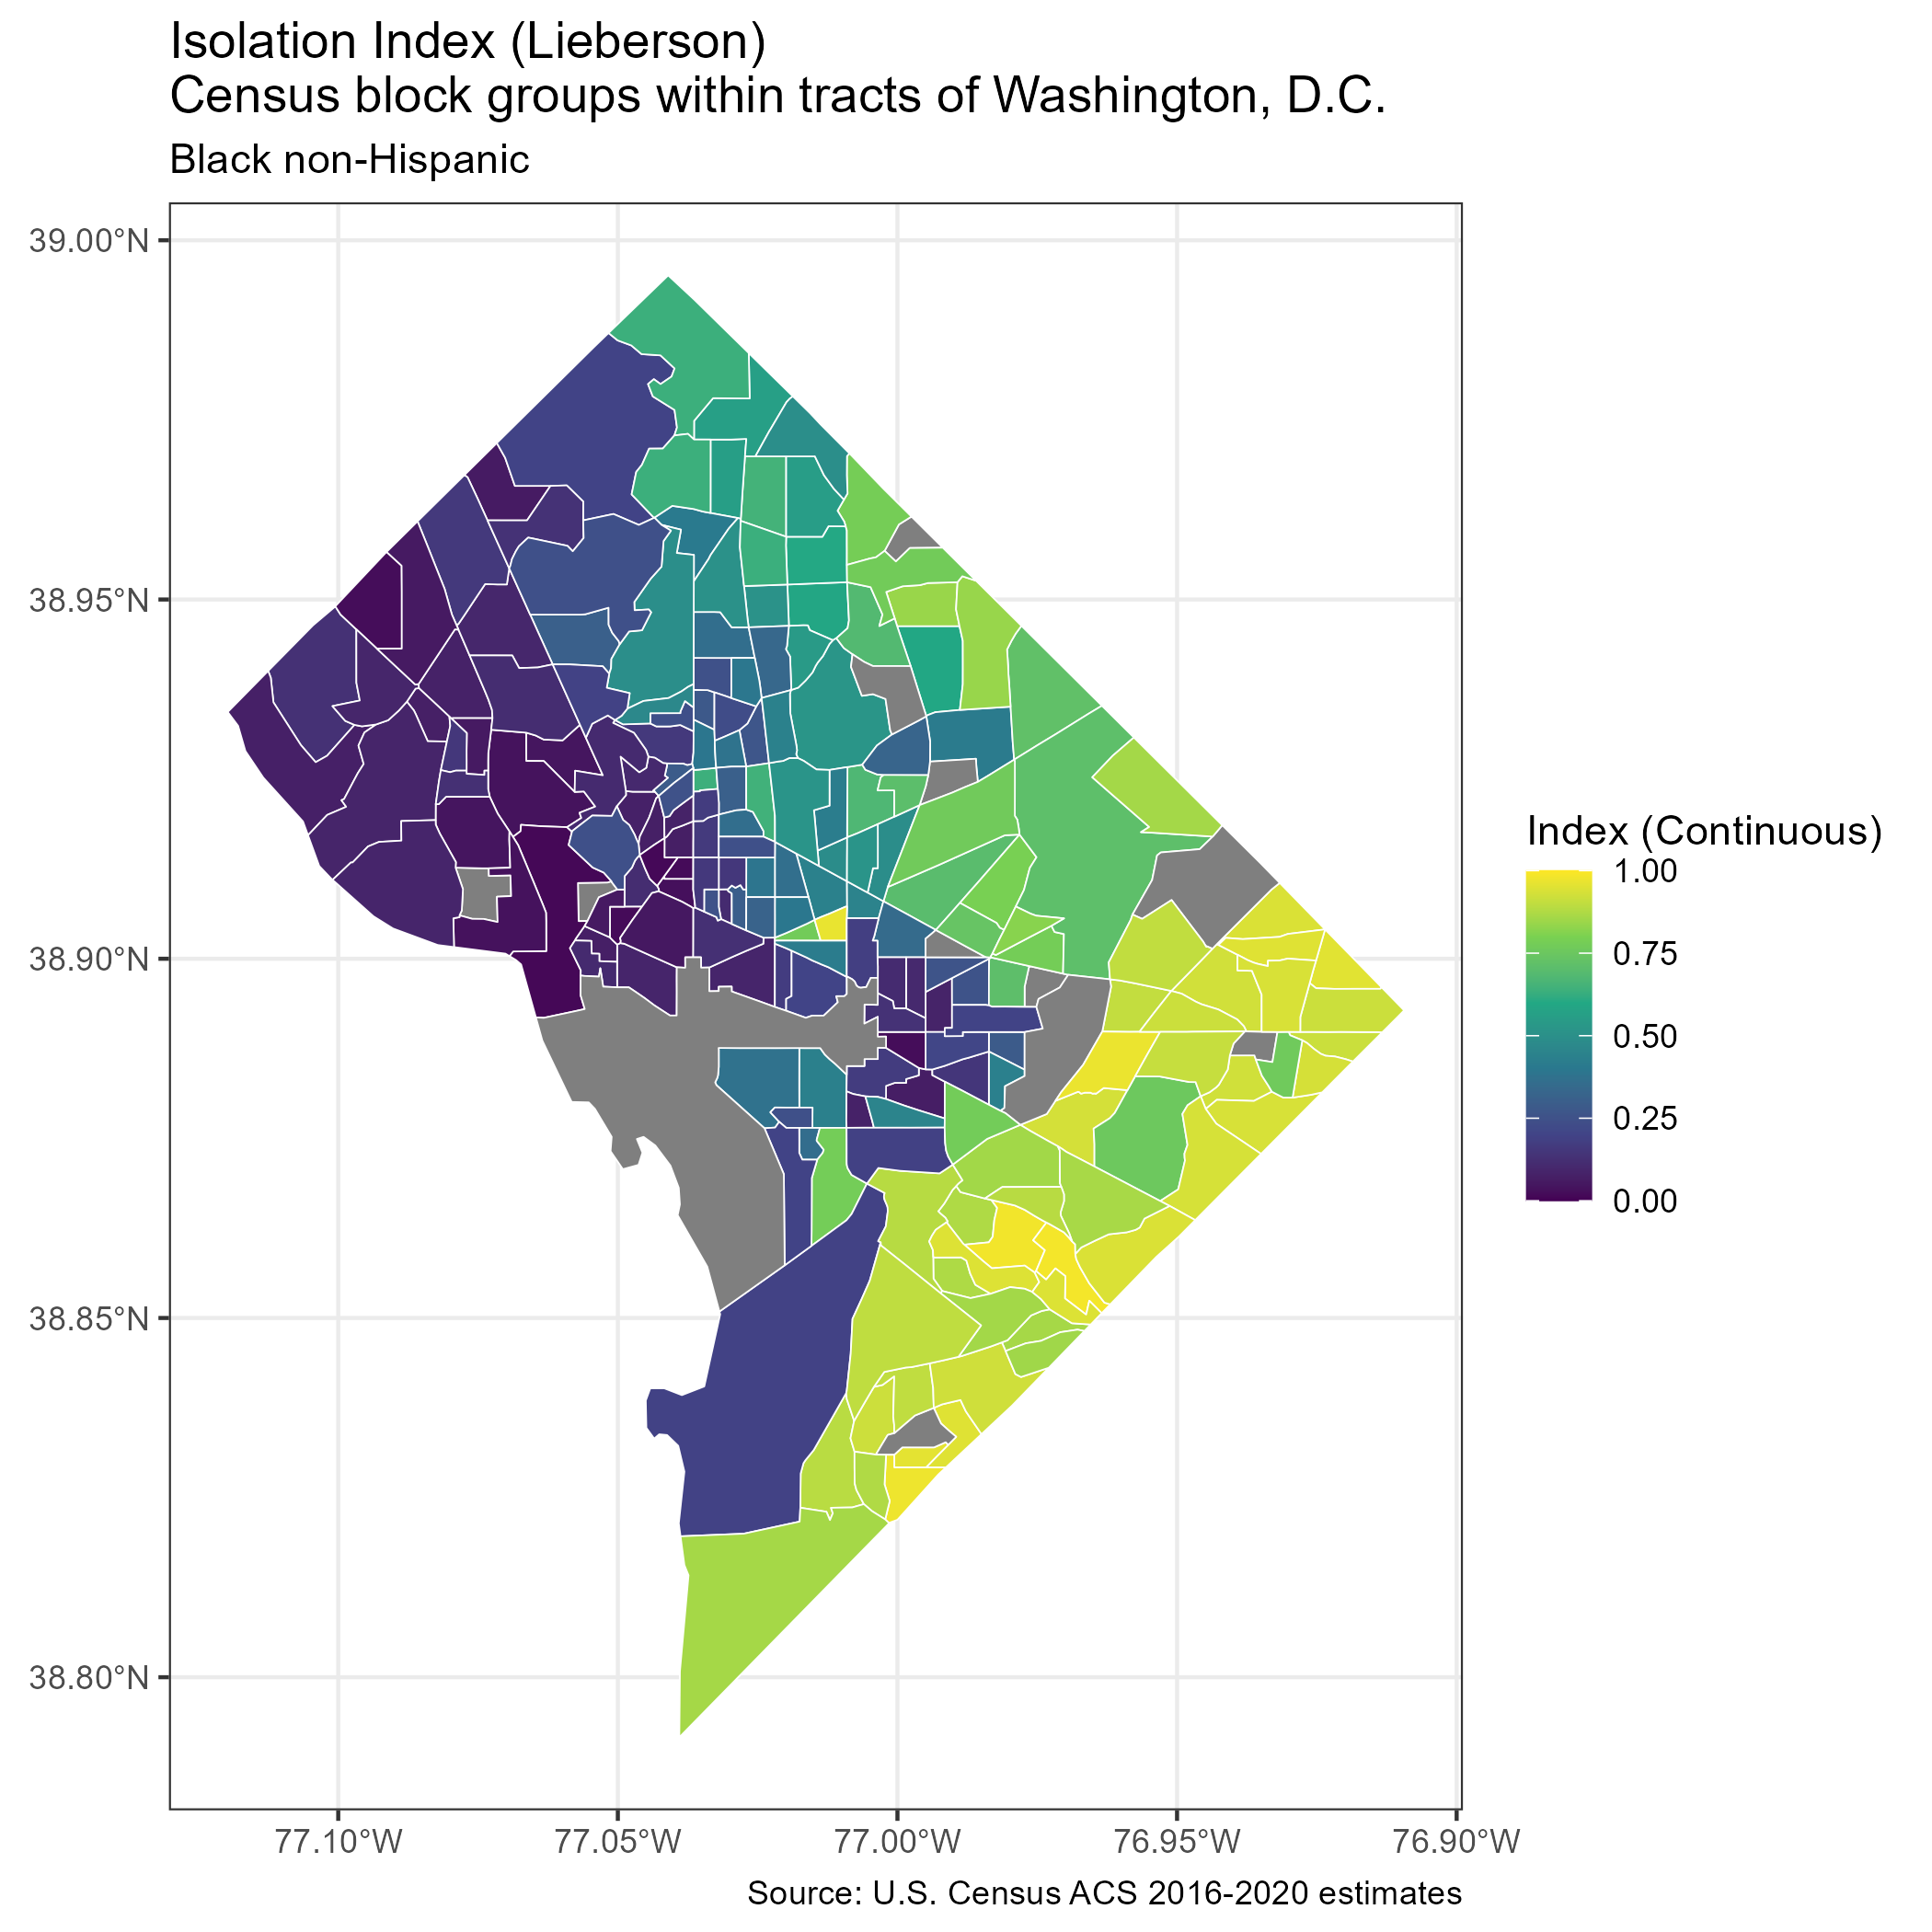 Isolation Index (Lieberson)
Census block groups within tracts of Washington, D.C.
Black non-Hispanic
39.00°N
38.95°N
38.90°N
38.85°N
38.80°N
77.10°W
77.05°W
77.00°W
76.95°W
76.90°W
Index (Continuous)
1.00
0.75
0.50
0.25
0.00
Source: U.S. Census ACS 2016-2020 estimates